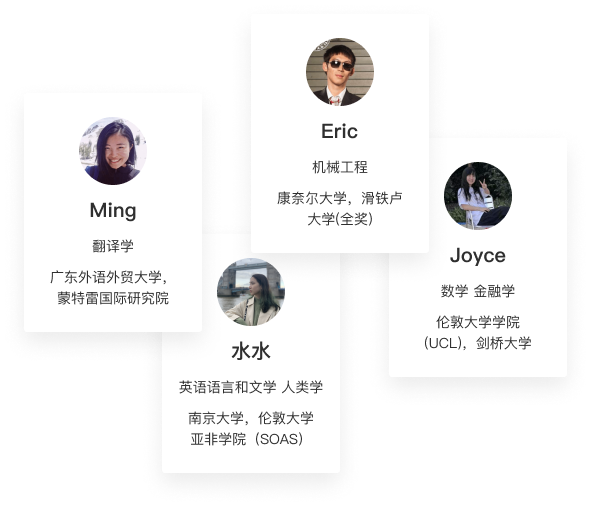 Eric
机械工程
康奈尔大学，滑铁卢
大学(全奖)
Ming
翻译学
广东外语外贸大学，
蒙特雷国际研究院
Joyce
数学 金融学
伦敦大学学院
(UCL)，剑桥大学
水水
英语语言和文学 人类学
南京大学，伦敦大学
亚非学院（SOAS）